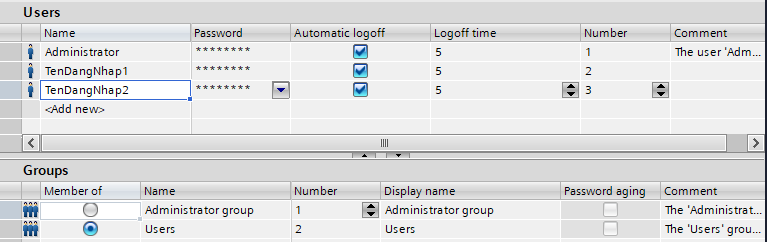 Users
Name Password Automatic logoff Logoff time Number Comment
Administrator ******** 5 1 The user 'Adm...
TenDangNhap1 ******** 5 2
TenDangNhap2 ******** 5 3
<Add new>
Groups
Member of Name Number Display name Password aging Comment
Administrator group 1 Administrator group The 'Administrat...
Users 2 Users The 'Users' grou...